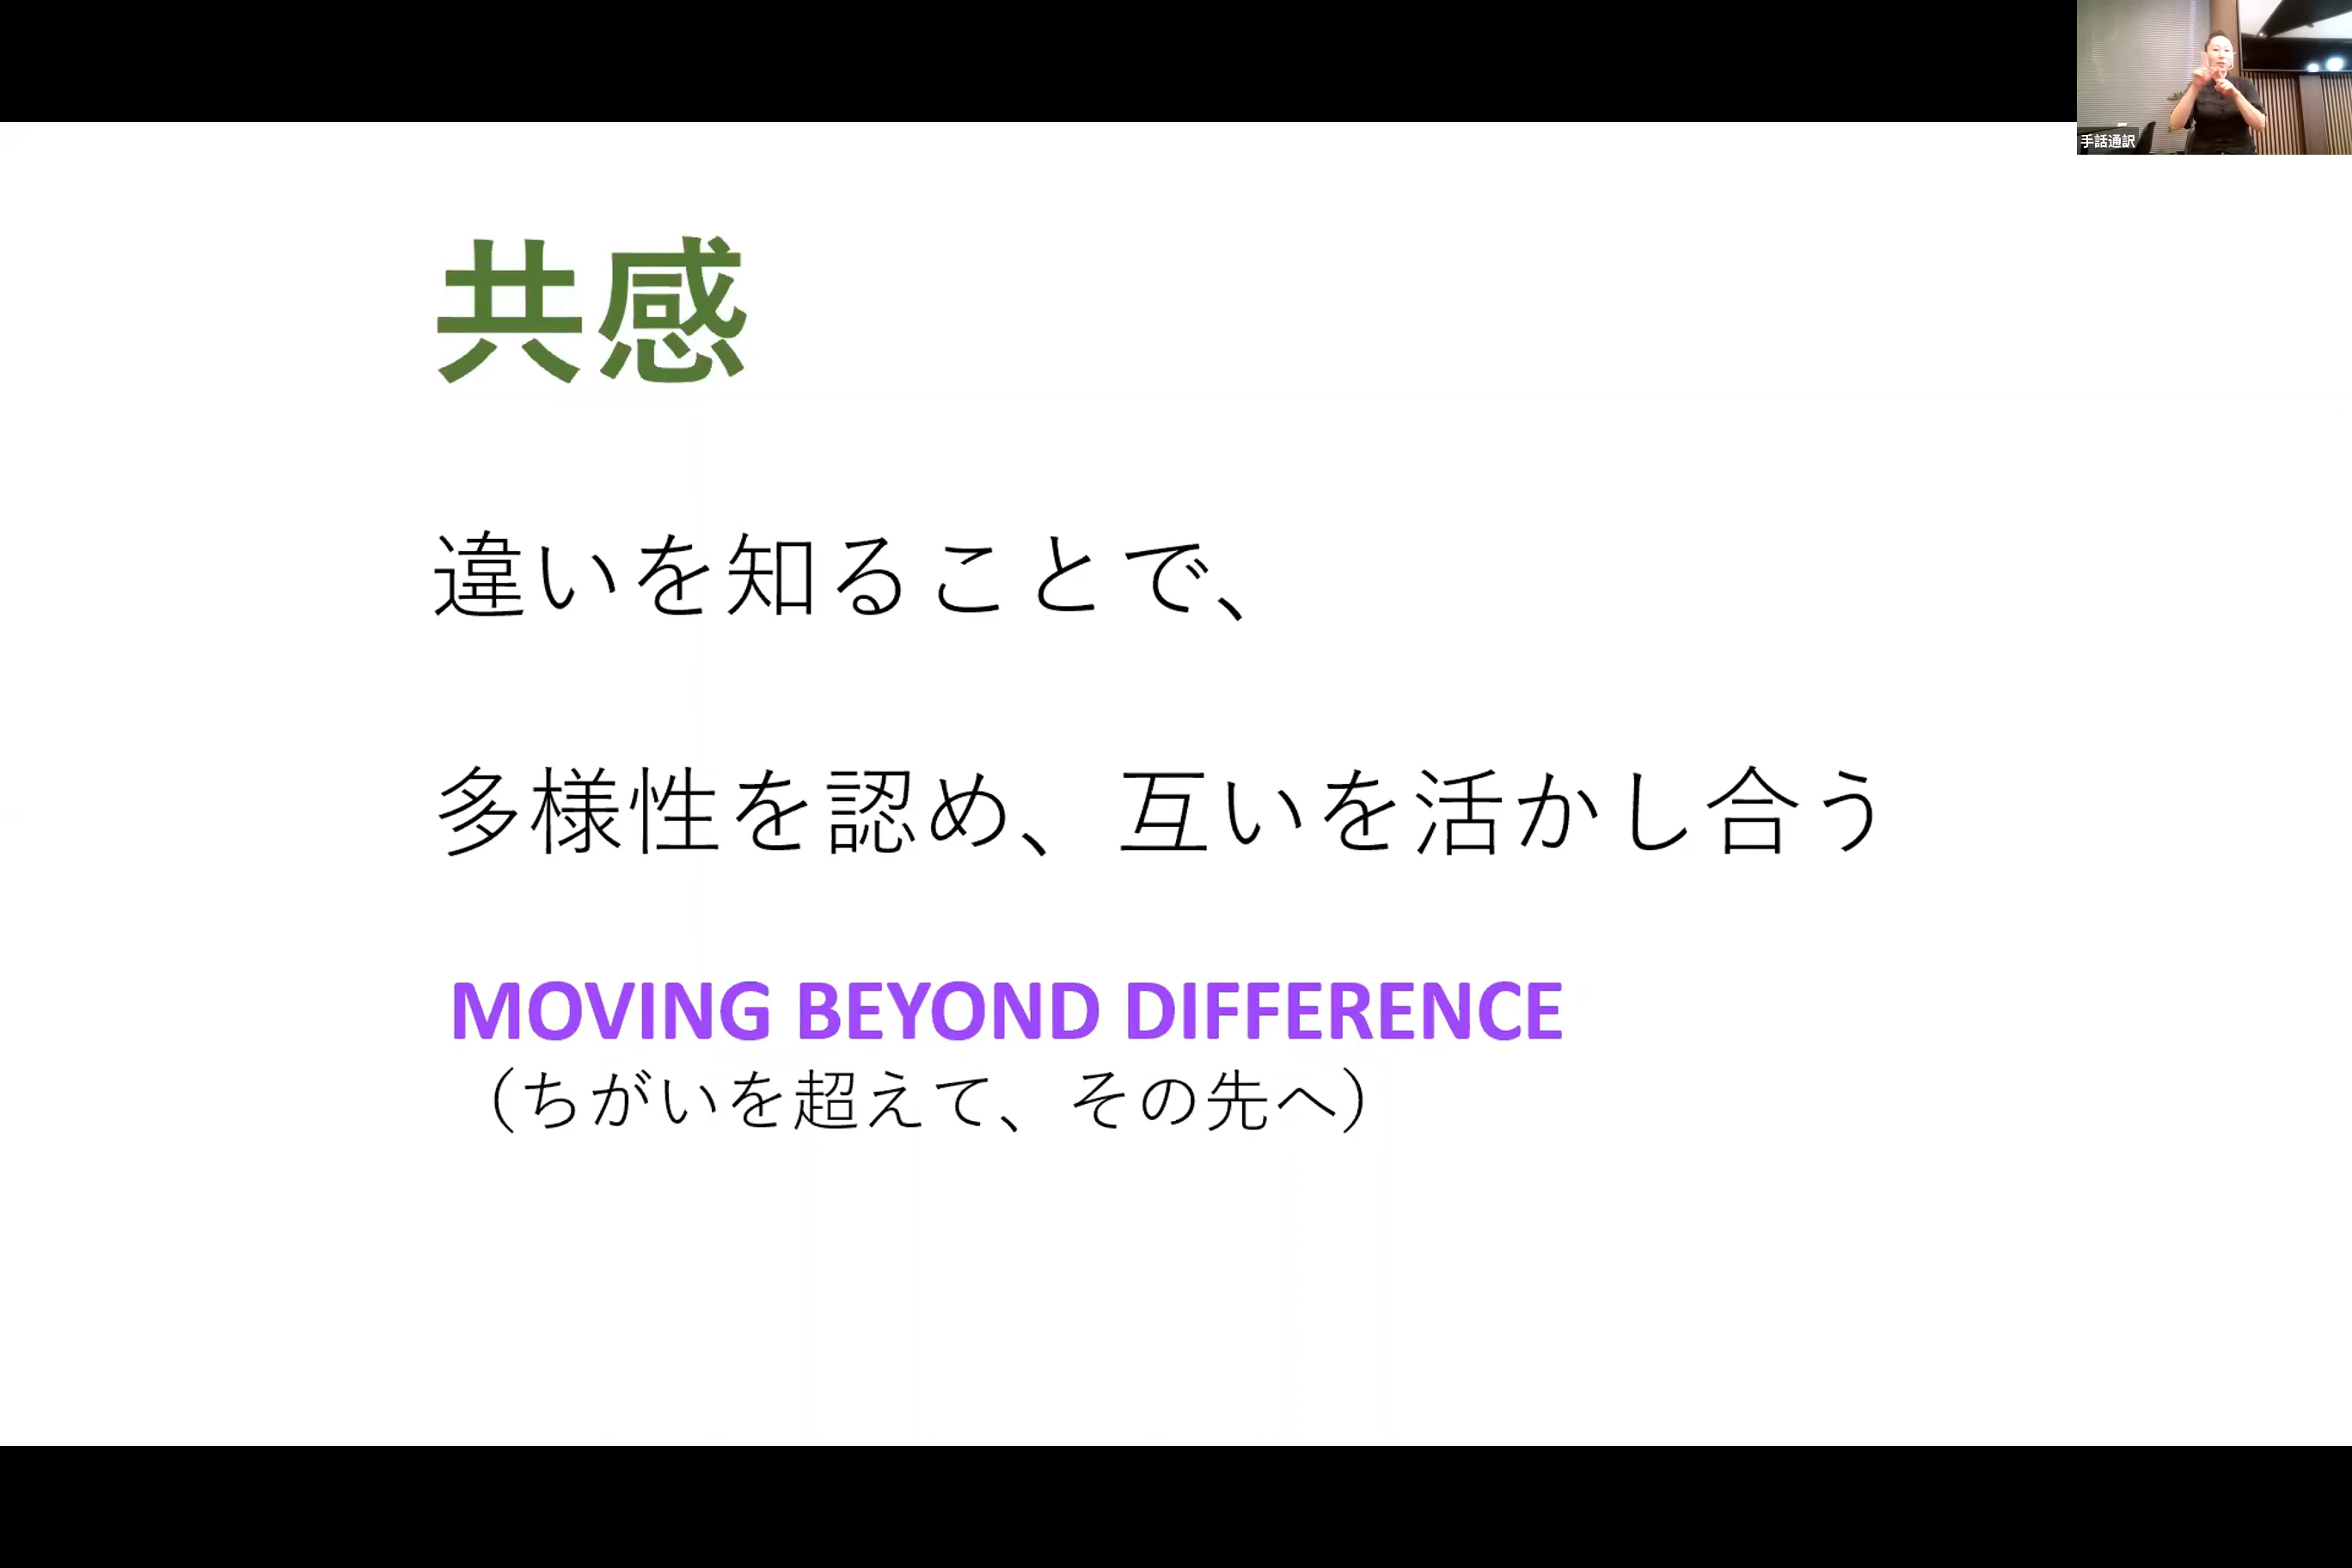 手話通訳
共感
違いを知ることで、
多様性を認め、互いを活かし合う
MOVING BEYOND DIFFERENCE
（ちがいを超えて、その先へ）